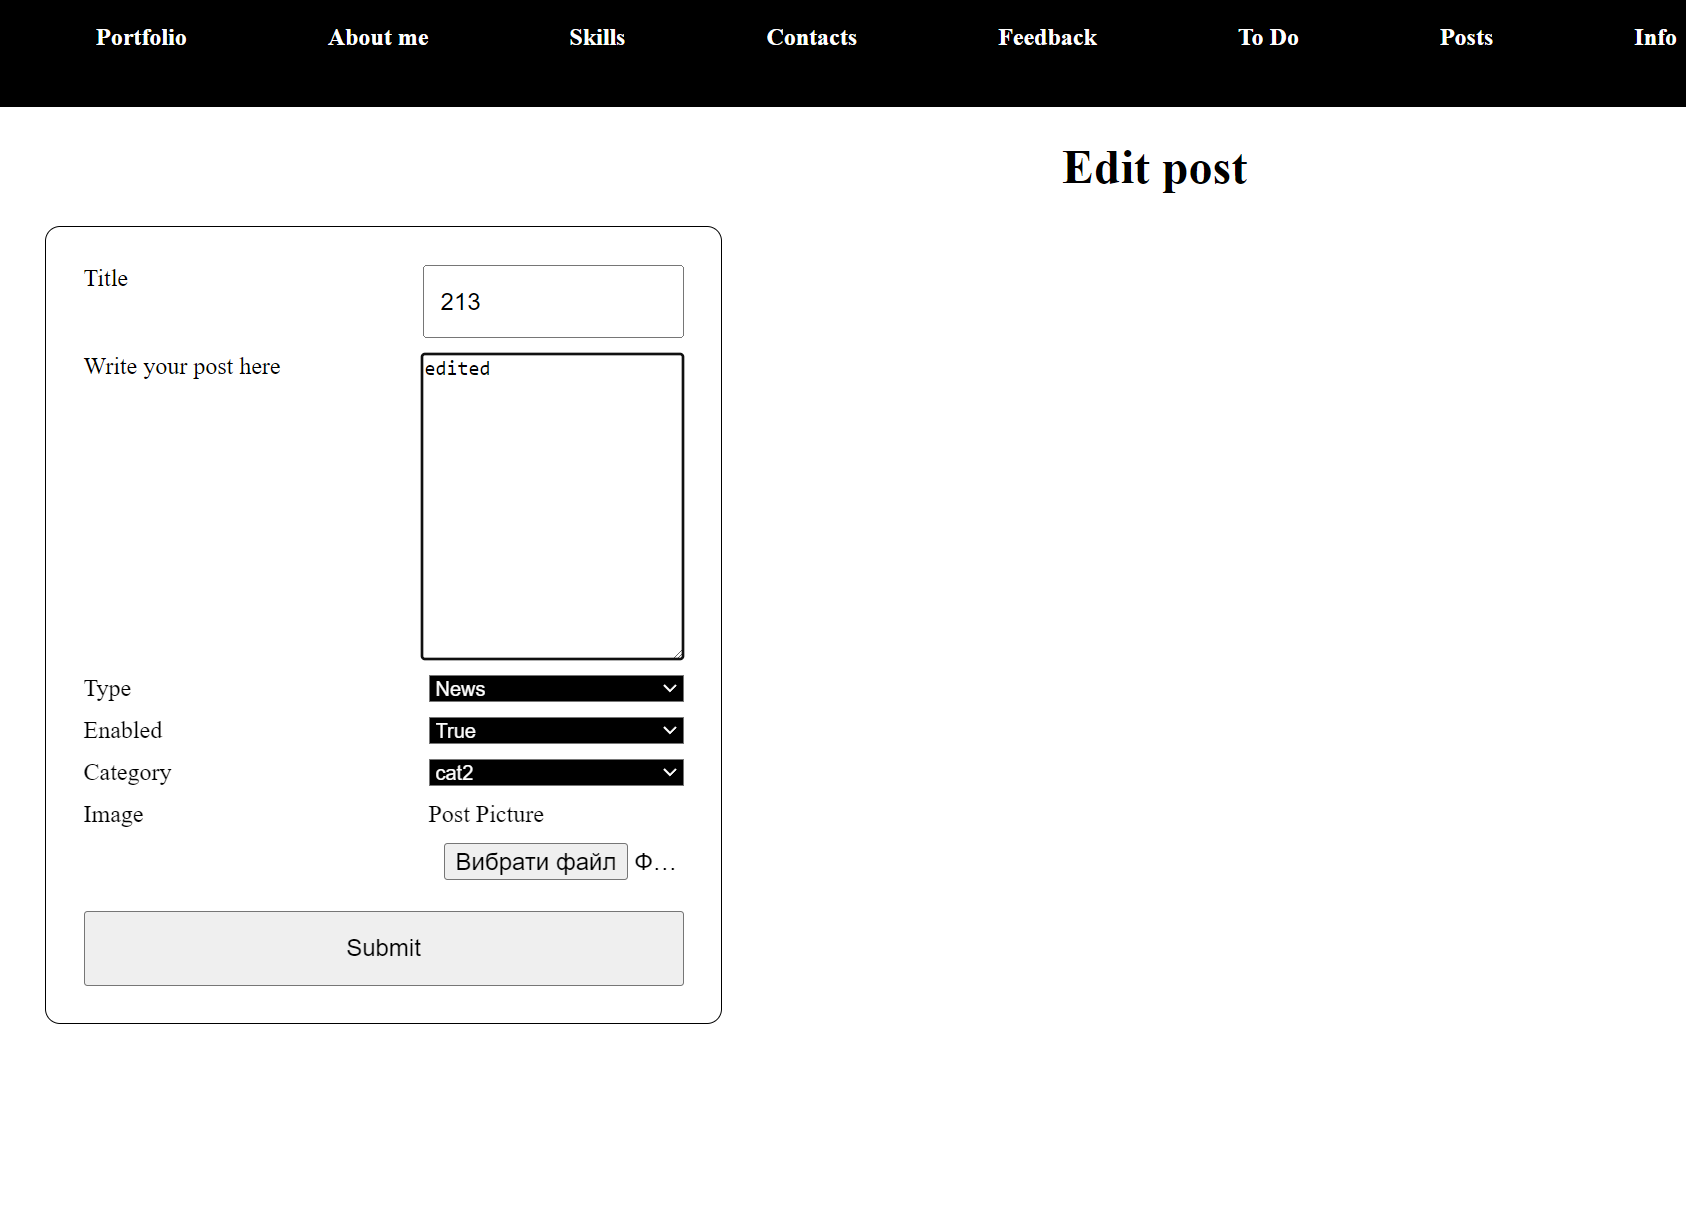 Portfolio About me Skills Contacts Feedback To Do Posts Info
Edit post
Title 213
Write your post here edited
Type News
Enabled True
Category cat2
Image Post Picture
Вибрати файл Ф...
Submit